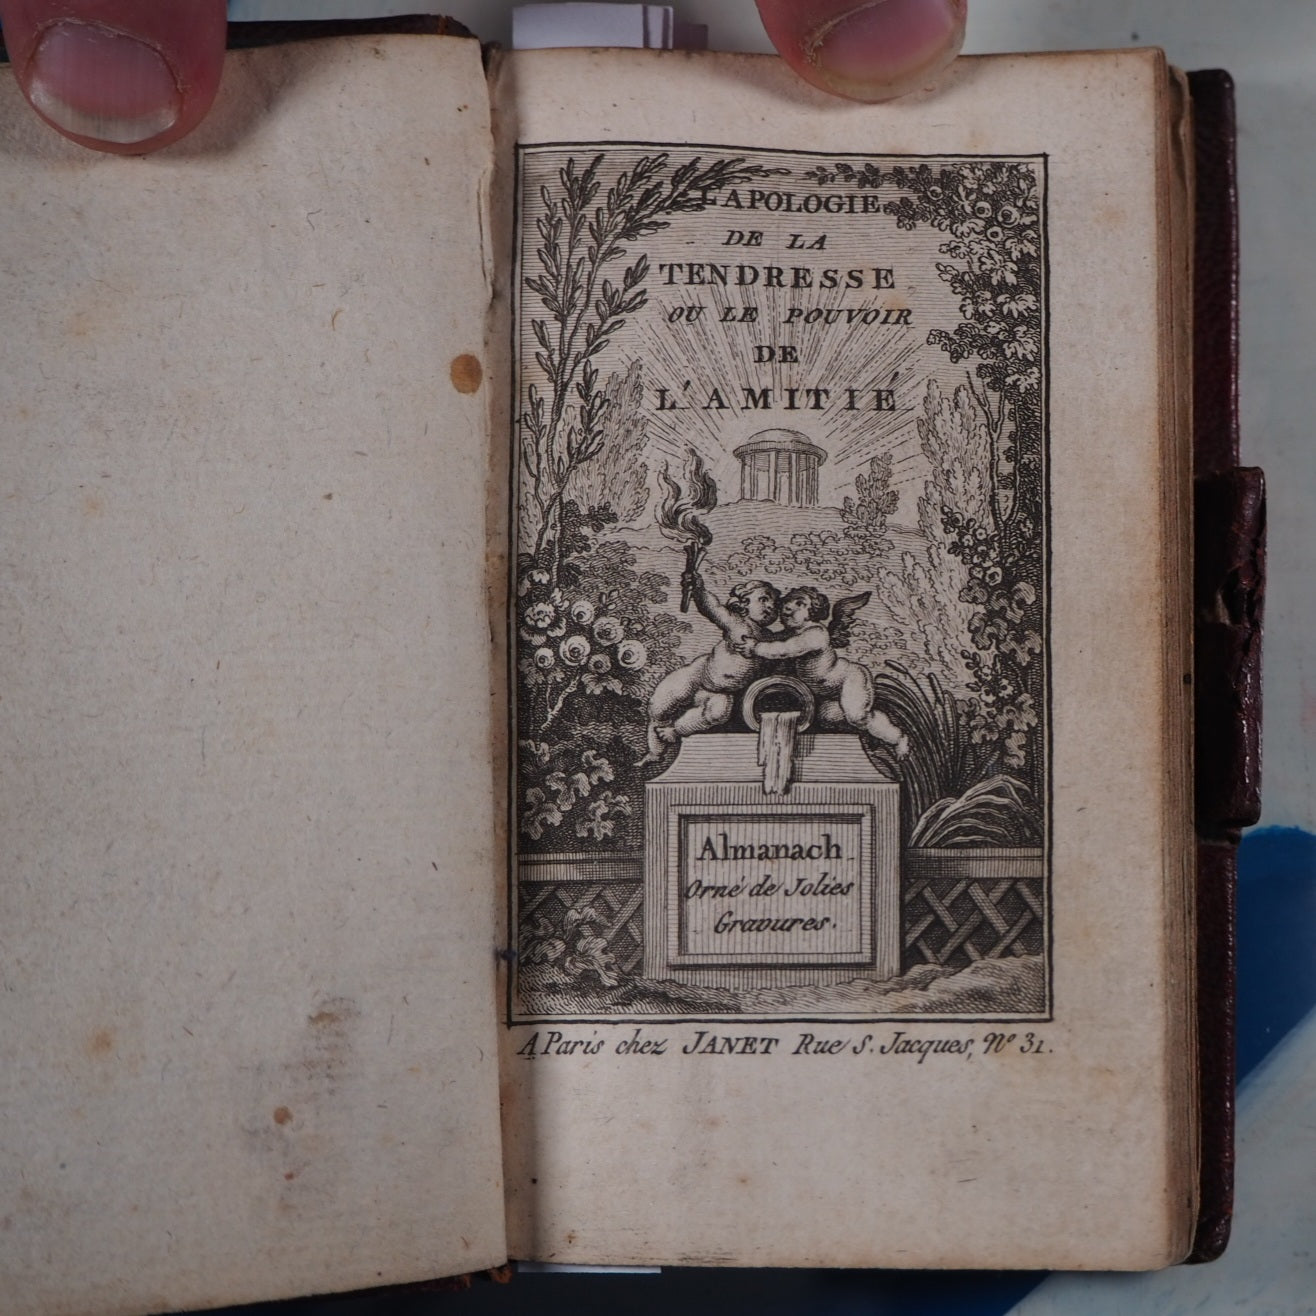 L'APOLOGIE
DE LA
TENDRESSE
OU LE POUVOIR
DE
L'AMITIÉ
Almanach
Orné de Jolies
Gravures.
A Paris chez JANET Rue S. Jacques, Nº 31.